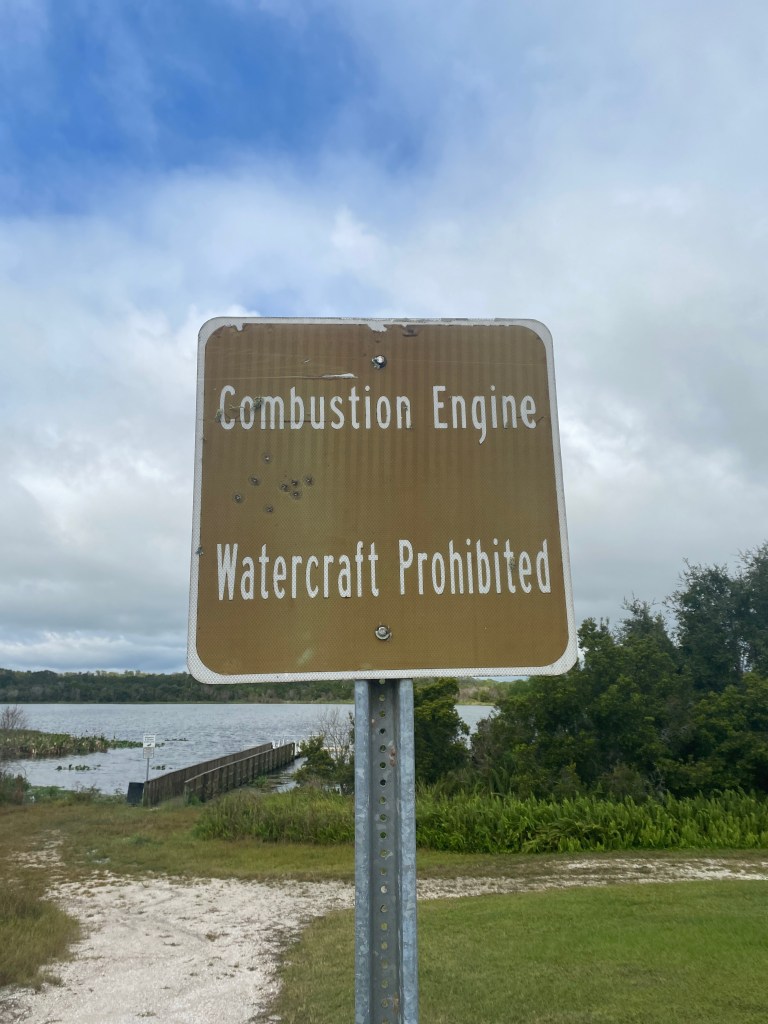 Combustion Engine
Watercraft Prohibited